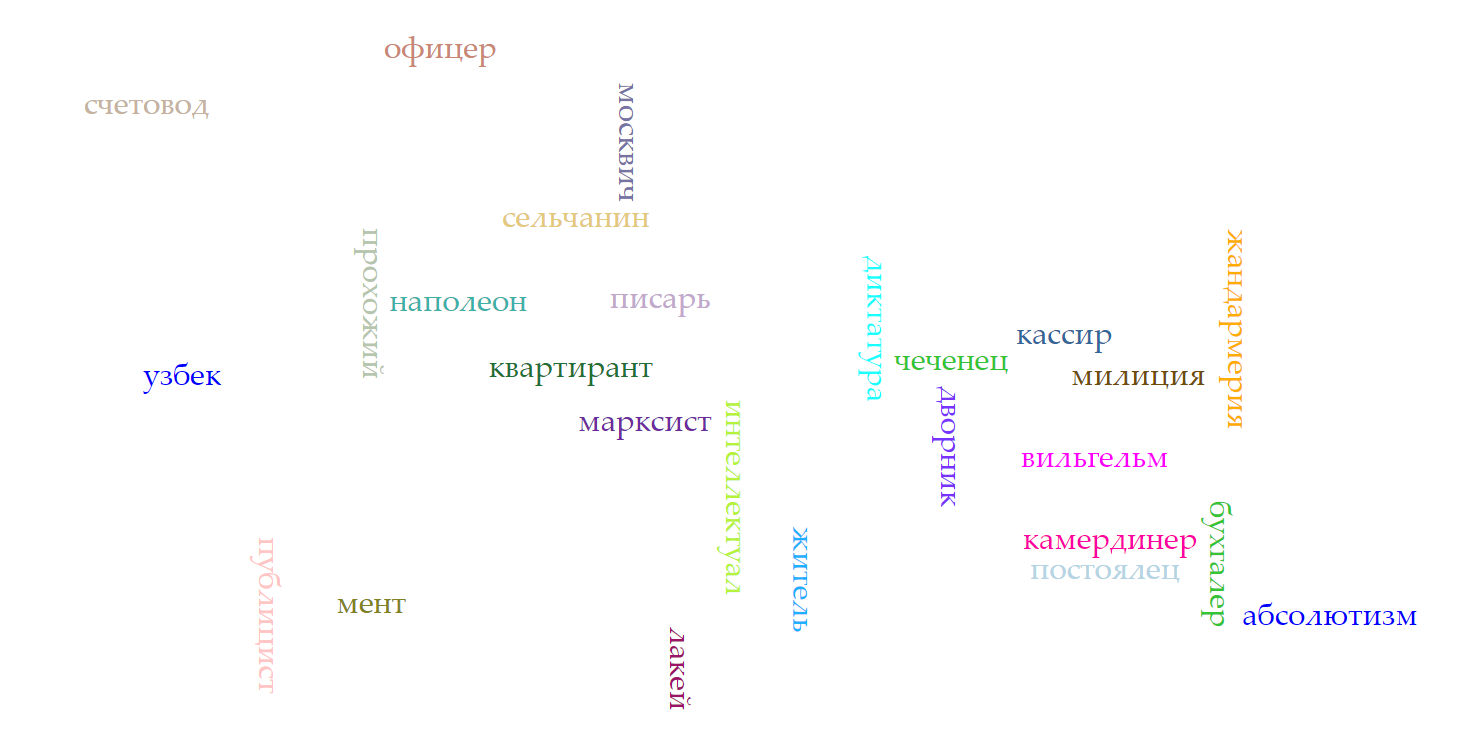 офицер
счетовод
москвич
сельчанин
прохожий
наполеон
писарь
диктатура
жандармерия
кассир
чеченец
узбек
квартирант
милиция
дворник
марксист
интеллектуал
вильгельм
бухгалтер
камердинер
публицист
житель
постоялец
мент
абсолютизм
лакей